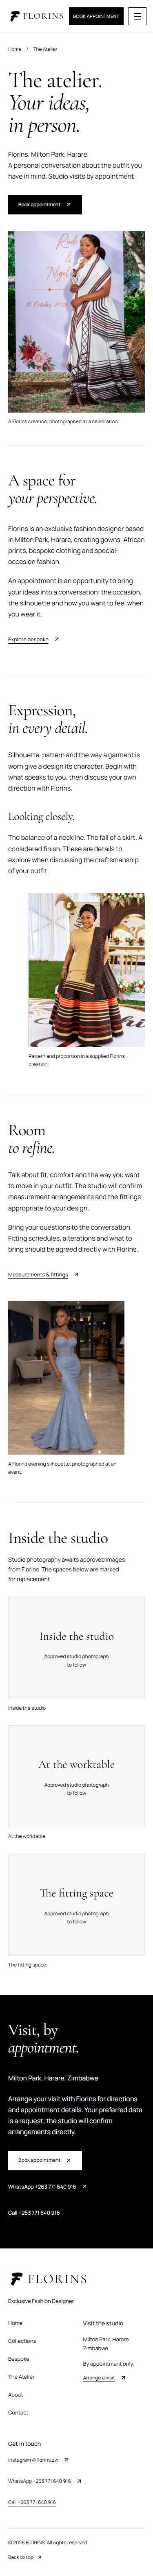 FLORINS
BOOK APPOINTMENT
Home / The Atelier
The atelier.
Your ideas,
in person.
Florins, Milton Park, Harare.
A personal conversation about the outfit you
have in mind. Studio visits by appointment.
Book appointment
A Florins creation, photographed at a celebration
A space for
your perspective.
Florins is an exclusive fashion designer based
in Milton Park, Harare, creating gowns, African
prints, bespoke clothing and special-
occasion fashion.
An appointment is an opportunity to bring
your ideas into a conversation: the occasion,
the silhouette and how you want to feel when
you wear it.
Explore bespoke
Expression,
in every detail.
Silhouette, pattern and the way a garment is
worn give a design its character. Begin with
what speaks to you, then discuss your own
direction with Florins.
Looking closely.
The balance of a neckline. The fall of a skirt. A
considered finish. These are details to
explore when discussing the craftsmanship
of your outfit.
Pattern and proportion in a supplied Florins
creation.
Room
to refine.
Talk about fit, comfort and the way you want
to move in your outfit. The studio will confirm
measurement arrangements and the fittings
appropriate to your design.
Bring your questions to the conversation.
Fitting schedules, alterations and what to
bring should be agreed directly with Florins.
Measurements & fittings
A Florins evening silhouette, photographed at an
event.
Inside the studio
Studio photography awaits approved images
from Florins. The spaces below are marked
for replacement.
Inside the studio
Approved studio photograph
to follow
Inside the studio
At the worktable
Approved studio photograph
to follow
At the worktable
The fitting space
Approved studio photograph
to follow
The fitting space
Visit, by
appointment.
Milton Park, Harare, Zimbabwe
Arrange your visit with Florins for directions
and appointment details. Your preferred date
is a request; the studio will confirm
arrangements directly.
Book appointment
WhatsApp +263 771 640 916
Call +263 771 640 916
FLORINS
Exclusive Fashion Designer
Home
Collections
Bespoke
The Atelier
About
Contact
Visit the studio
Milton Park, Harare
Zimbabwe
By appointment only.
Arrange a visit
Get in touch
Instagram @florins.zw
WhatsApp +263 771 640 916
Call +263 771 640 916
© 2026 FLORINS. All rights reserved.
Back to top